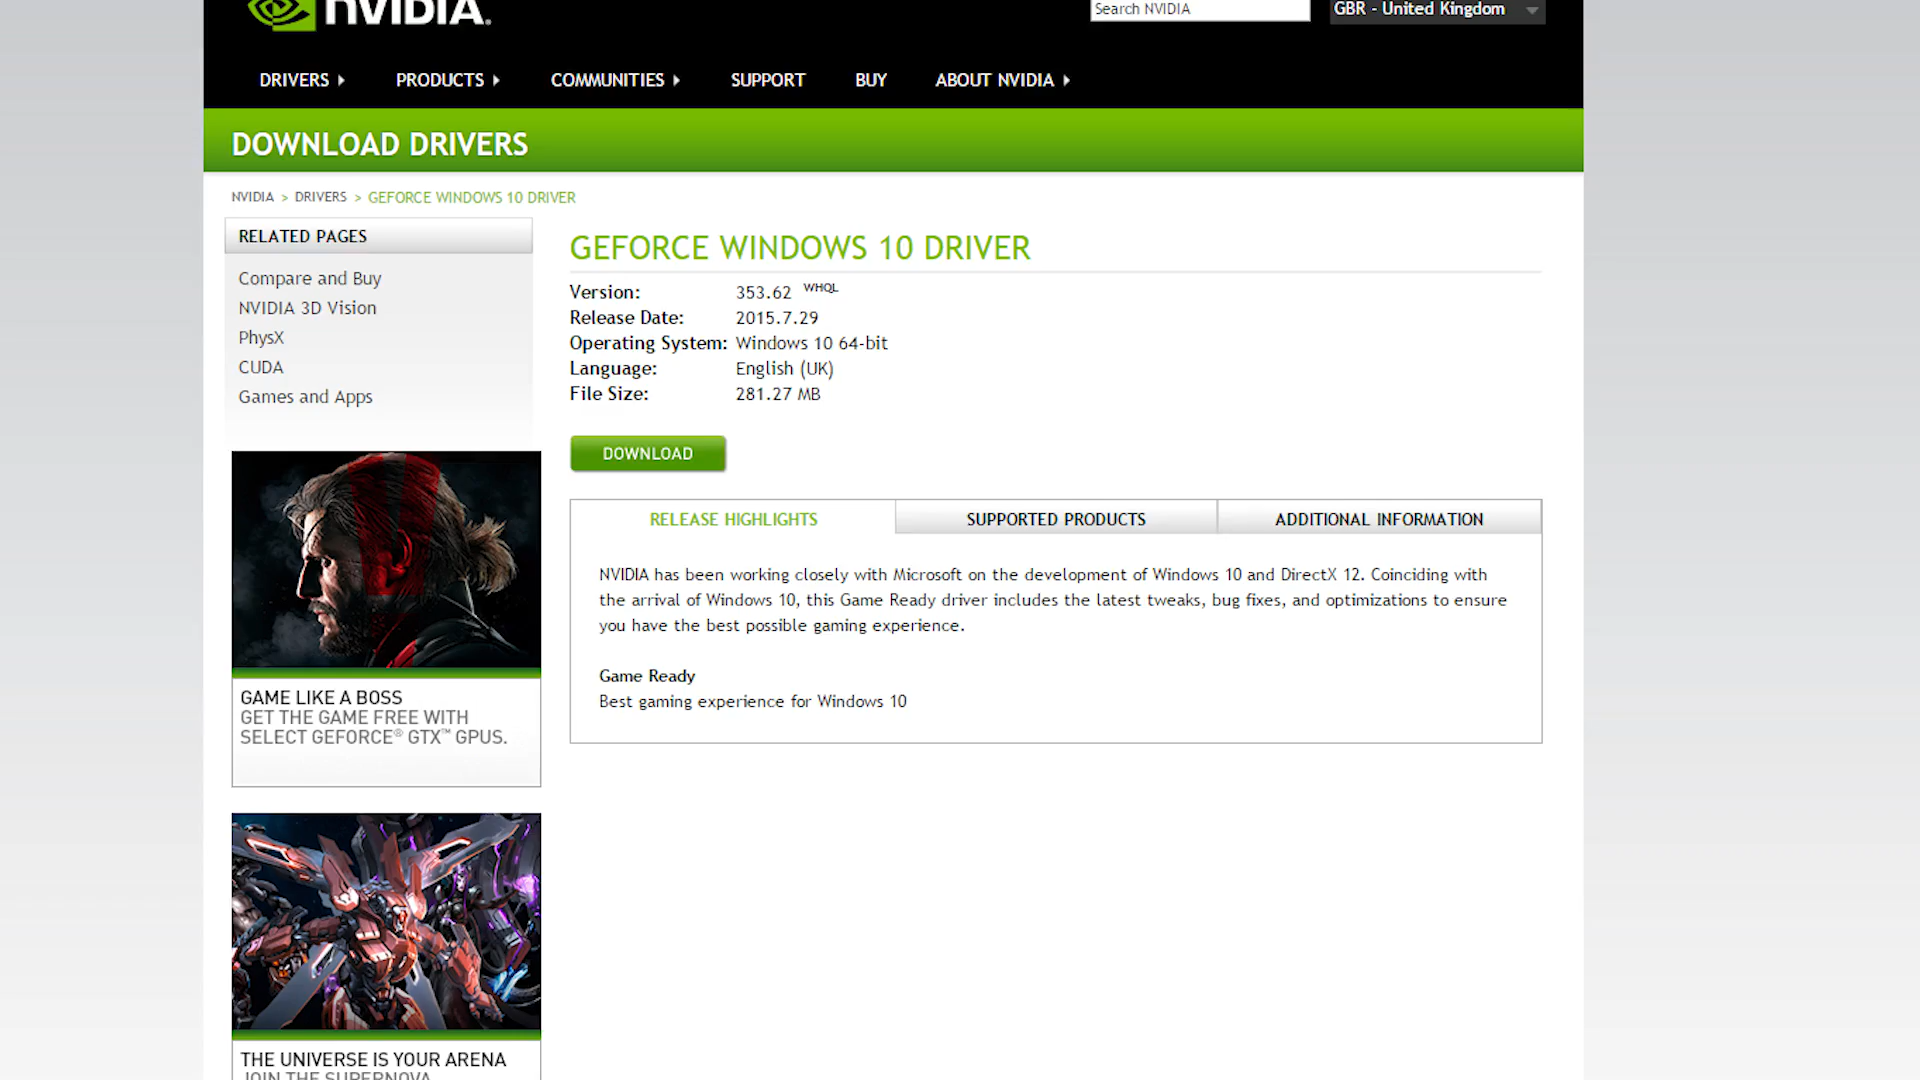 nVIDIA.
Search NVIDIA
GBR - United Kingdom
DRIVERS
PRODUCTS
COMMUNITIES
SUPPORT
BUY
ABOUT NVIDIA
DOWNLOAD DRIVERS
NVIDIA > DRIVERS > GEFORCE WINDOWS 10 DRIVER
RELATED PAGES
Compare and Buy
NVIDIA 3D Vision
PhysX
CUDA
Games and Apps
GAME LIKE A BOSS
GET THE GAME FREE WITH
SELECT GEFORCE® GTX™ GPUS.
THE UNIVERSE IS YOUR ARENA
JOIN THE SUPERNOVA
GEFORCE WINDOWS 10 DRIVER
Version: 353.62 WHQL
Release Date: 2015.7.29
Operating System: Windows 10 64-bit
Language: English (UK)
File Size: 281.27 MB
DOWNLOAD
RELEASE HIGHLIGHTS
SUPPORTED PRODUCTS
ADDITIONAL INFORMATION
NVIDIA has been working closely with Microsoft on the development of Windows 10 and DirectX 12. Coinciding with
the arrival of Windows 10, this Game Ready driver includes the latest tweaks, bug fixes, and optimizations to ensure
you have the best possible gaming experience.
Game Ready
Best gaming experience for Windows 10